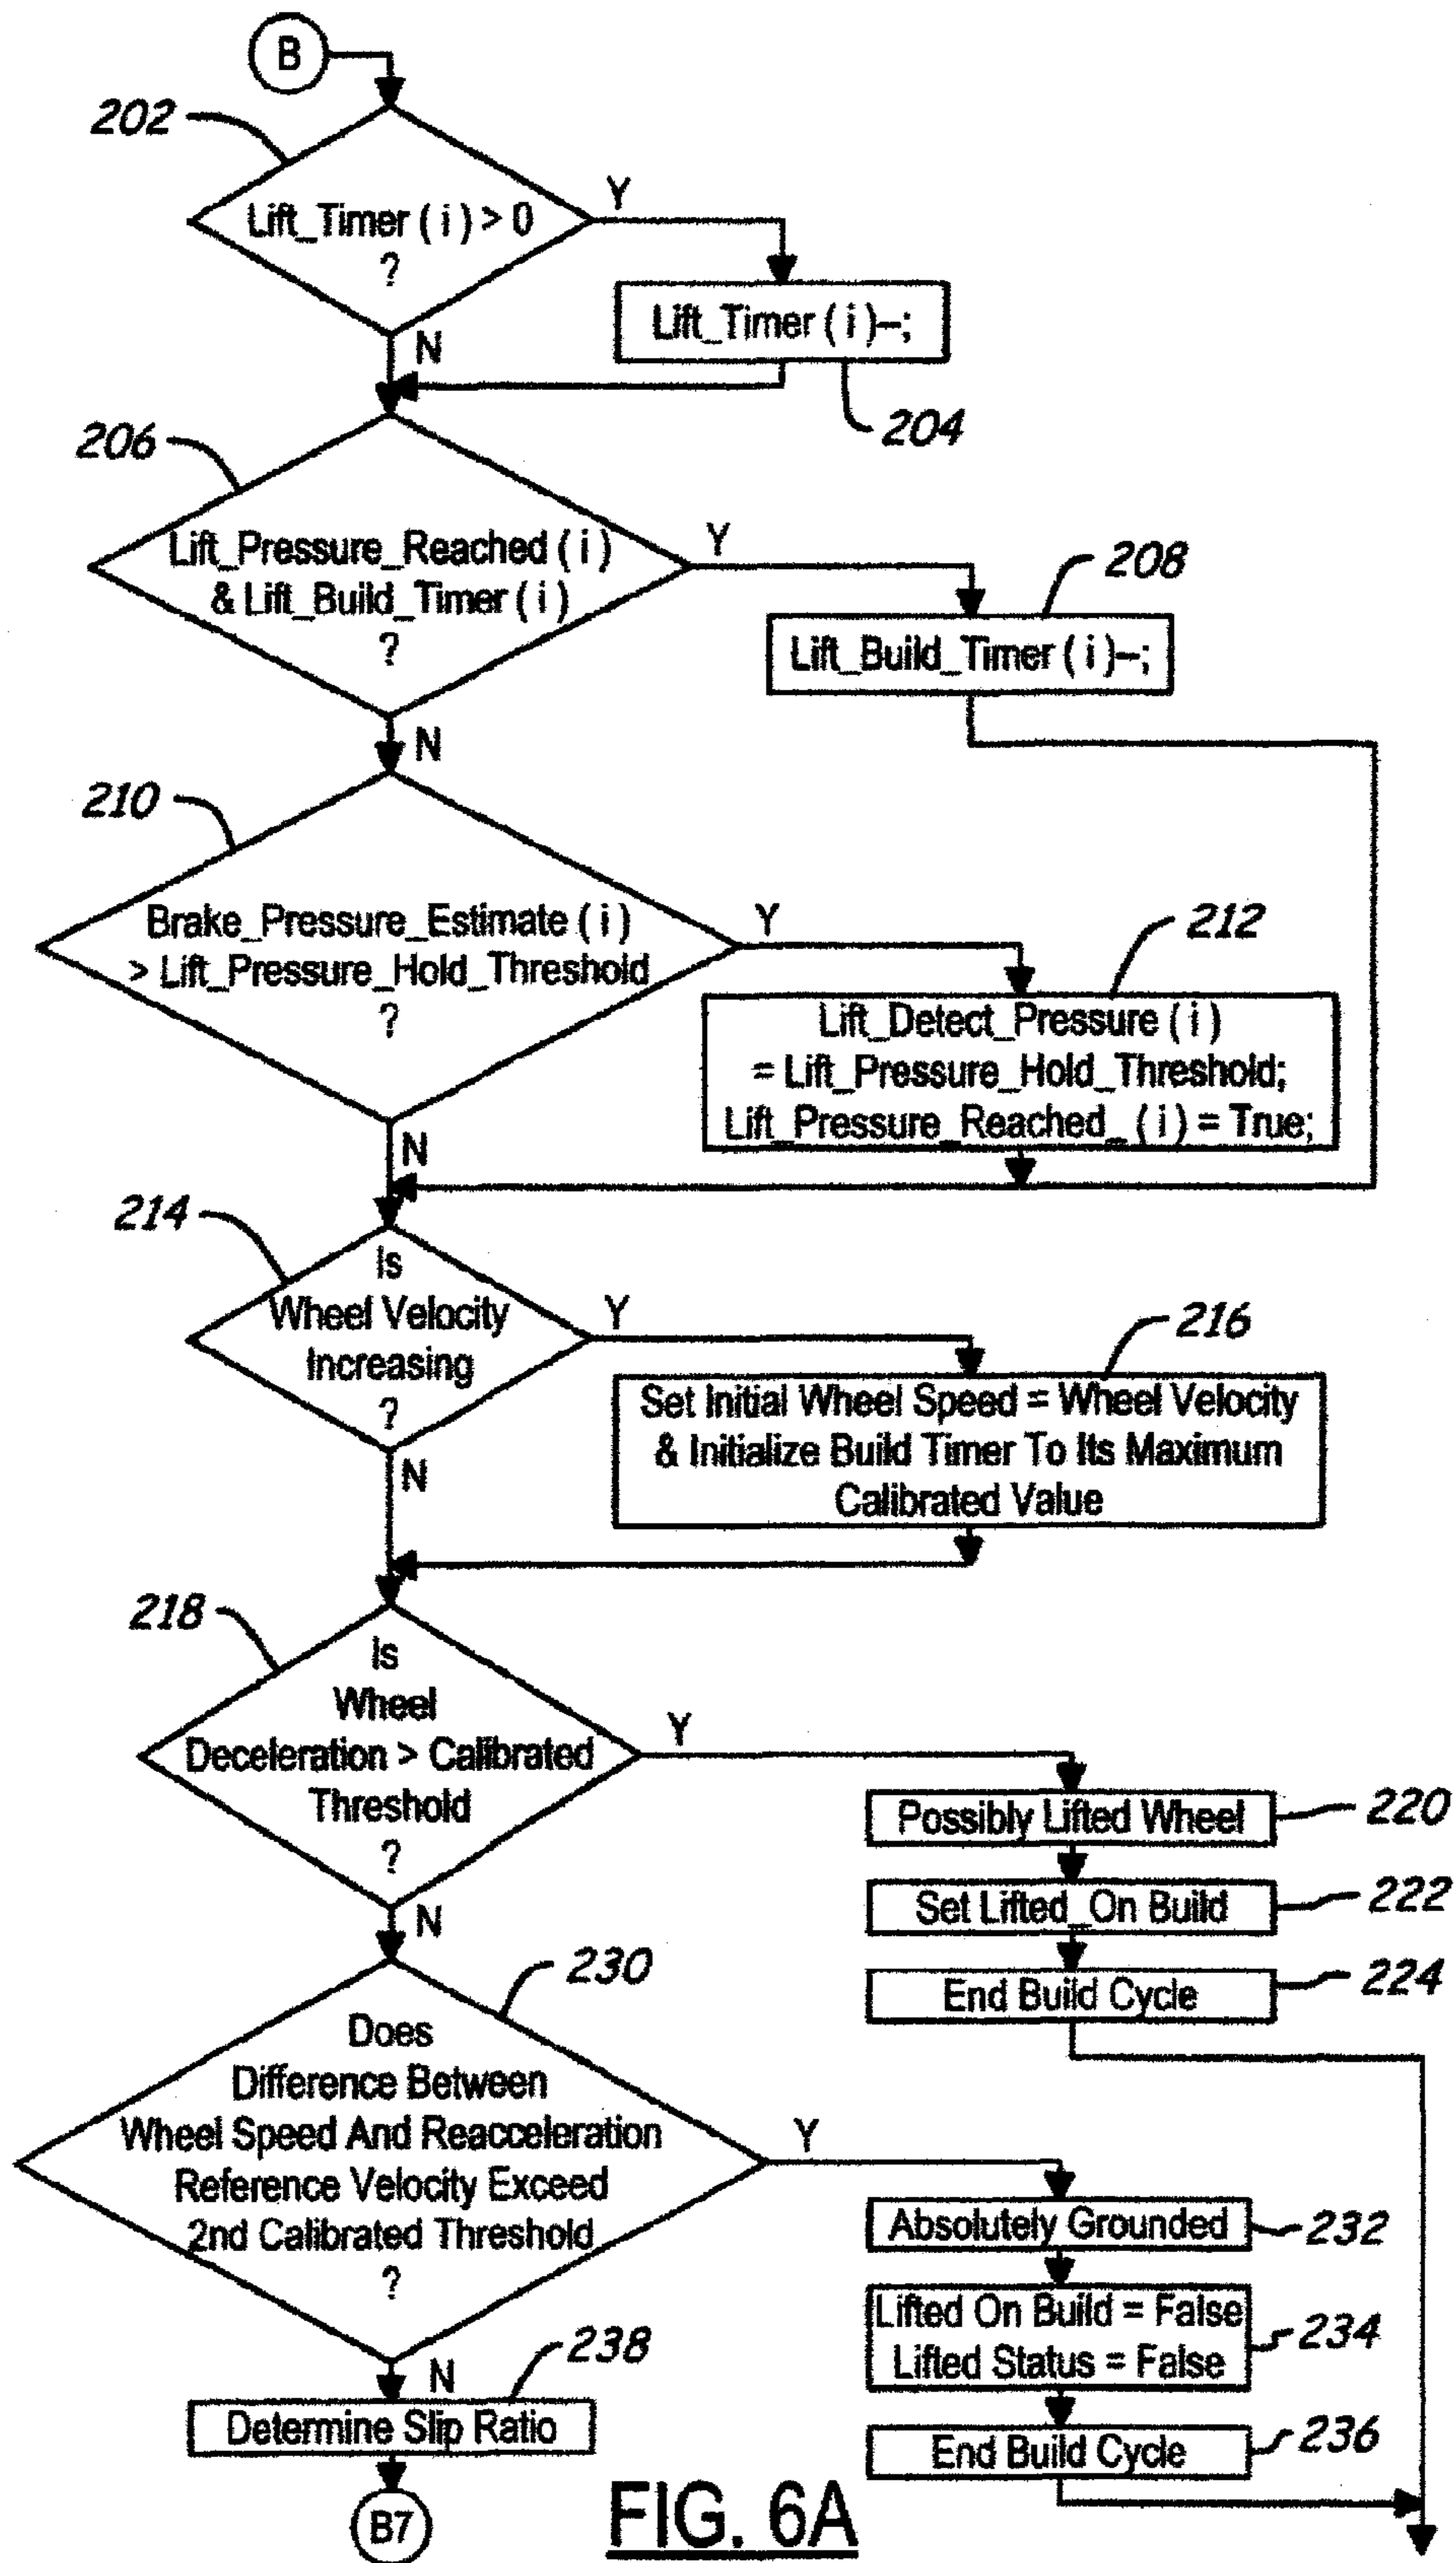 B
202
Lift_Timer ( i ) > 0
?
Y
N
Lift_Timer ( i )–;
204
206
Lift_Pressure_Reached ( i )
& Lift_Build_Timer ( i )
?
Y
N
208
Lift_Build_Timer ( i )–;
210
Brake_Pressure_Estimate ( i )
> Lift_Pressure_Hold_Threshold
?
Y
N
212
Lift_Detect_Pressure ( i )
= Lift_Pressure_Hold_Threshold;
Lift_Pressure_Reached_ ( i ) = True;
214
Is
Wheel Velocity
Increasing
?
Y
N
216
Set Initial Wheel Speed = Wheel Velocity
& Initialize Build Timer To Its Maximum
Calibrated Value
218
Is
Wheel
Deceleration > Calibrated
Threshold
?
Y
N
Possibly Lifted Wheel
220
Set Lifted_On Build
222
End Build Cycle
224
230
Does
Difference Between
Wheel Speed And Reacceleration
Reference Velocity Exceed
2nd Calibrated Threshold
?
Y
N
Absolutely Grounded
232
Lifted On Build = False
Lifted Status = False
234
End Build Cycle
236
238
Determine Slip Ratio
B7
FIG. 6A